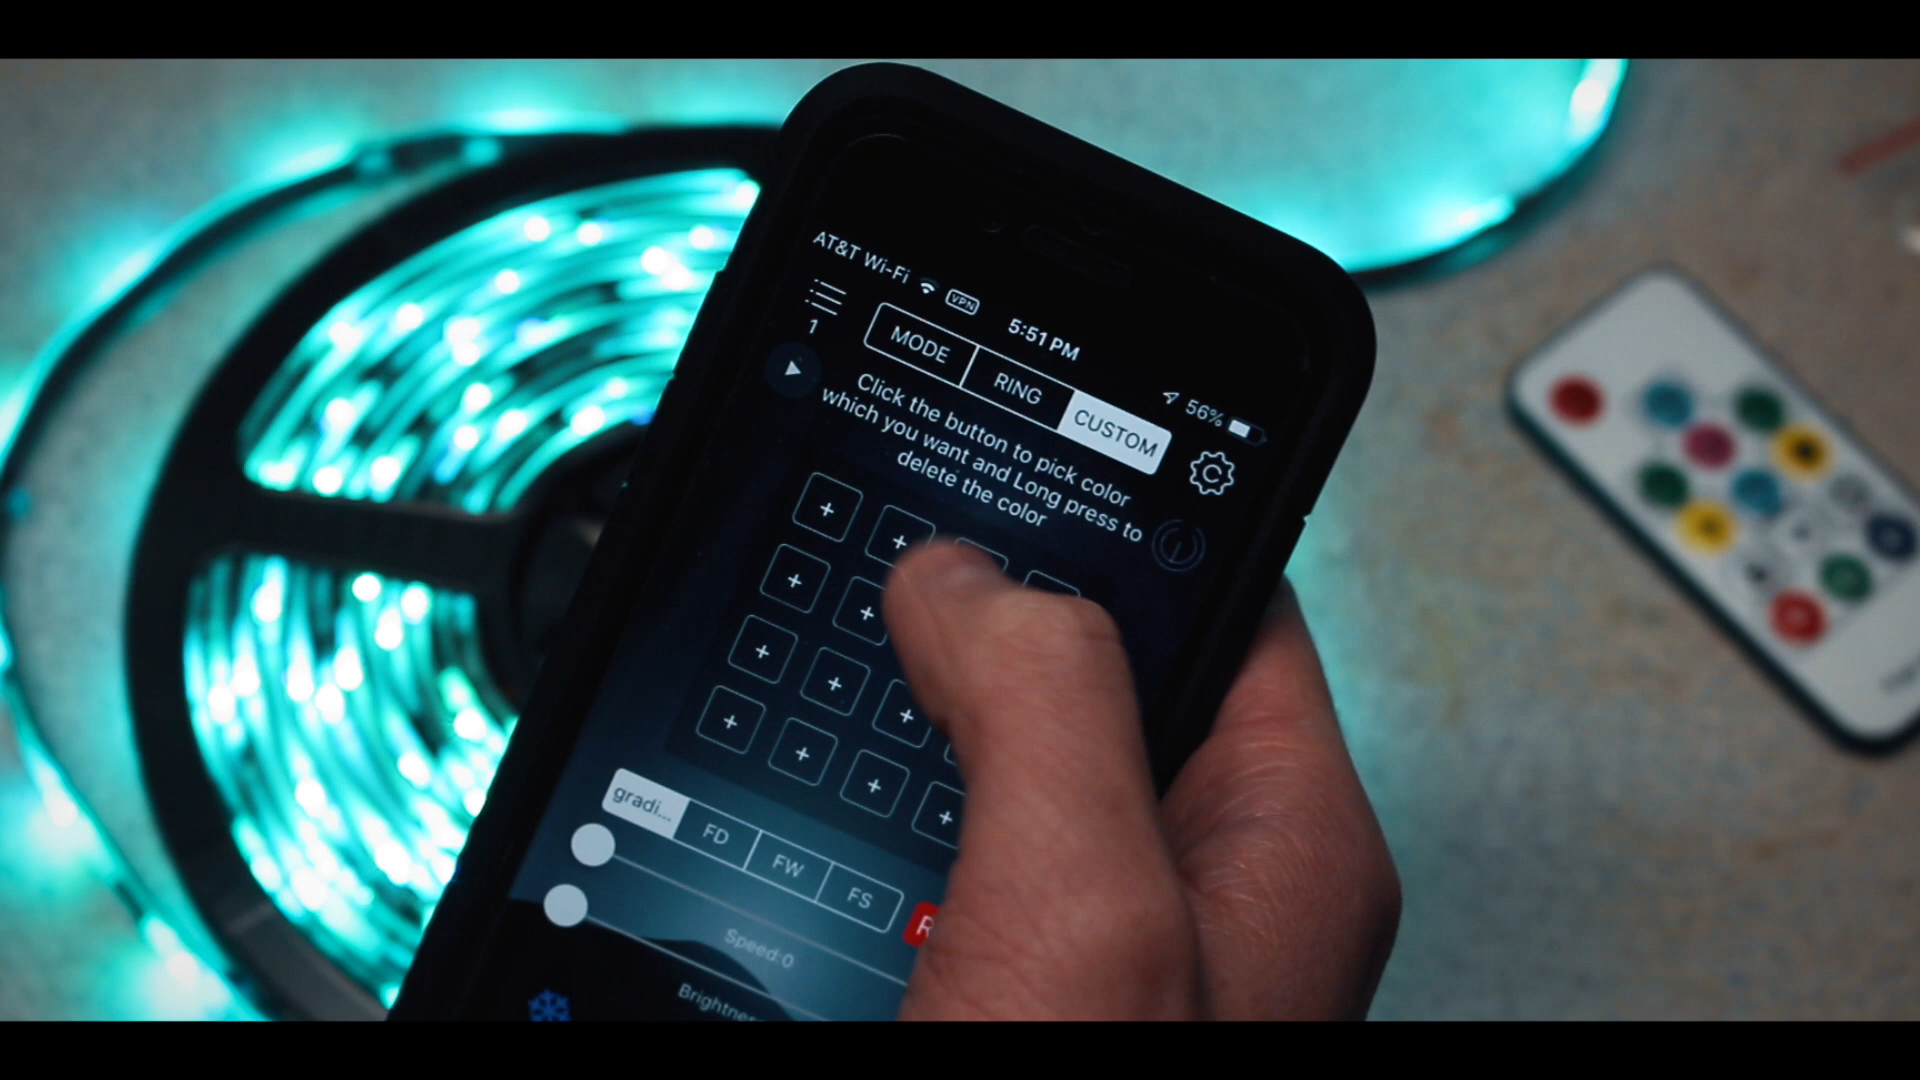 AT&T Wi-Fi VPN 5:51 PM 56%
1
MODE RING CUSTOM
Click the button to pick color
which you want and Long press to
delete the color
+ +
+ +
+ + +
+ + + +
gradi... FD FW FS R
Speed:0